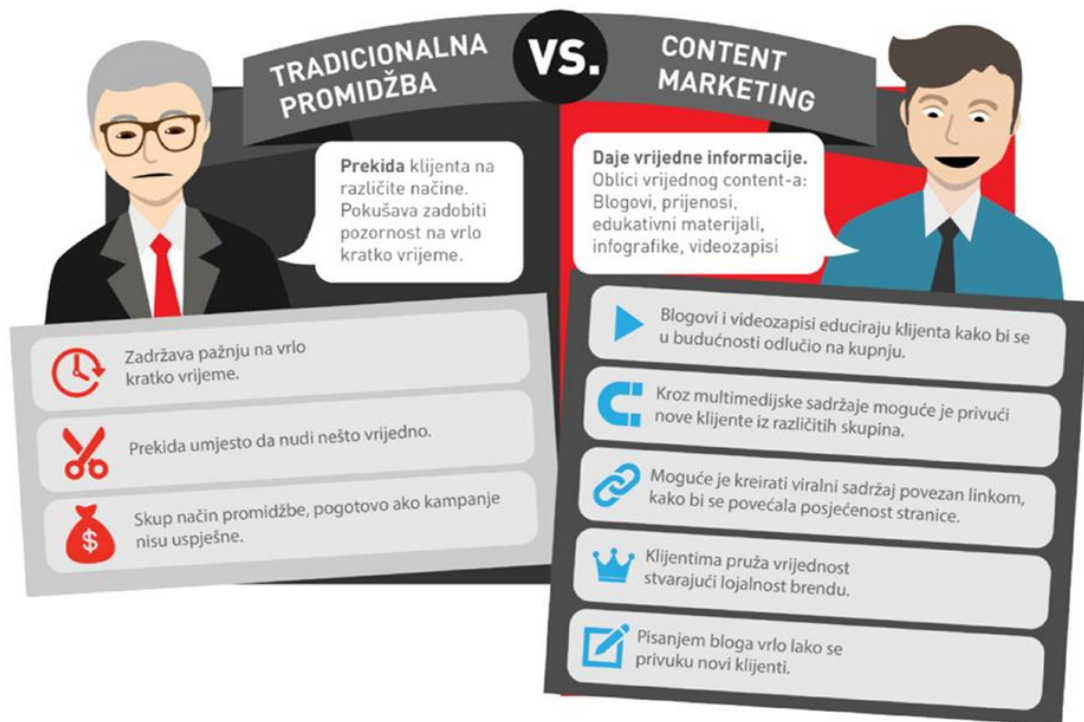 TRADICIONALNA
PROMIDŽBA
VS.
CONTENT
MARKETING
Prekida klijenta na
različite načine.
Pokušava zadobiti
pozornost na vrlo
kratko vrijeme.
Daje vrijedne informacije.
Oblici vrijednog content-a:
Blogovi, prijenosi,
edukativni materijali,
infografike, videozapisi
Zadržava pažnju na vrlo
kratko vrijeme.
Prekida umjesto da nudi nešto vrijedno.
$
Skup način promidžbe, pogotovo ako kampanje
nisu uspješne.
Blogovi i videozapisi educiraju klijenta kako bi se
u budućnosti odlučio na kupnju.
Kroz multimedijske sadržaje moguće je privući
nove klijente iz različitih skupina.
Moguće je kreirati viralni sadržaj povezan linkom,
kako bi se povećala posjećenost stranice.
Klijentima pruža vrijednost
stvarajući lojalnost brendu.
Pisanjem bloga vrlo lako se
privuku novi klijenti.